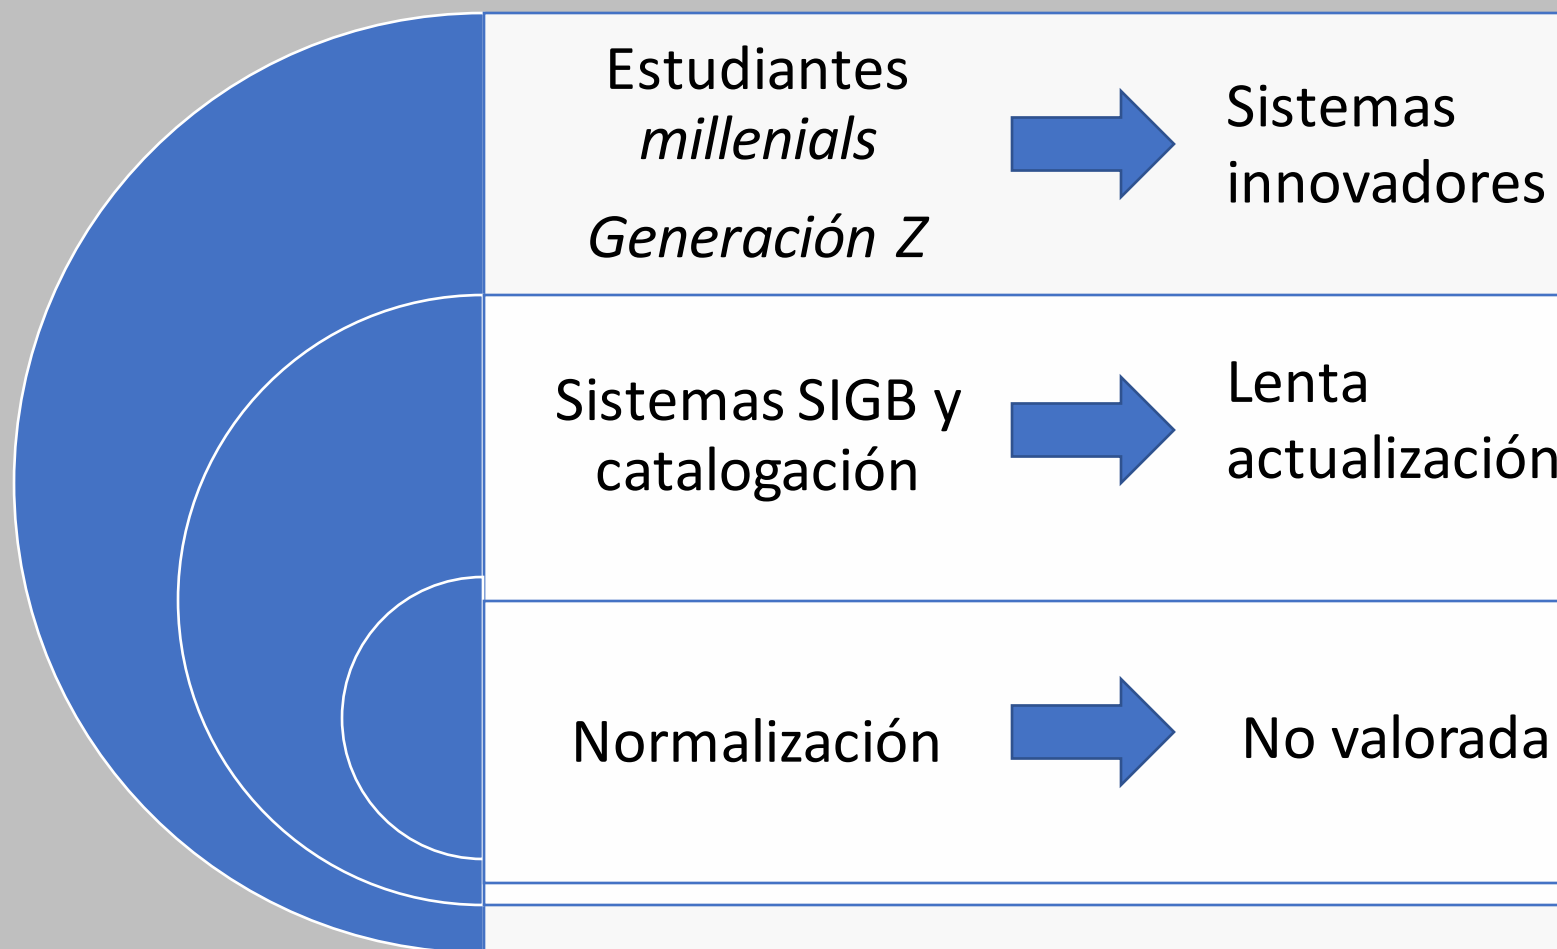 Estudiantes
millenials
Generación Z
Sistemas
innovadores
Sistemas SIGB y
catalogación
Lenta
actualización
Normalización
No valorada